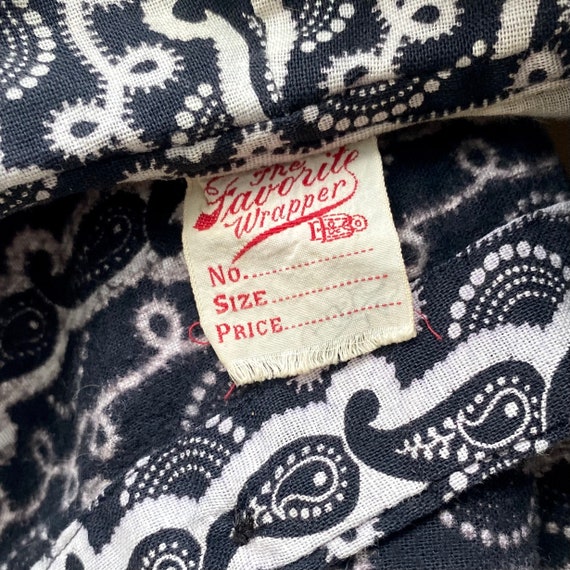 The
Favorite
Wrapper
No..................
Size................
Price...............